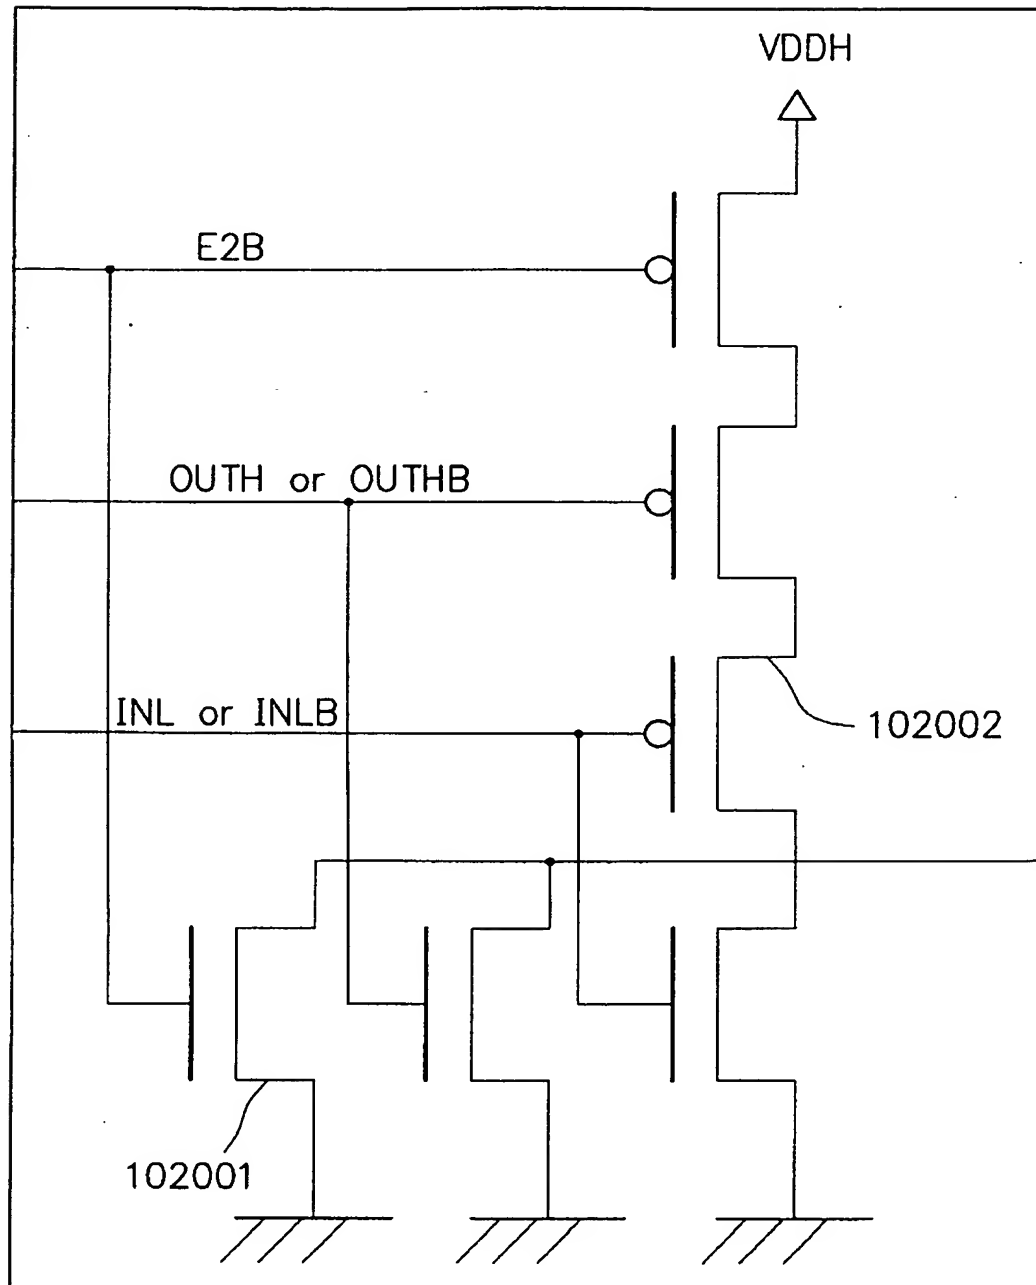 VDDH
E2B
OUTH or OUTHB
INL or INLB
102002
102001